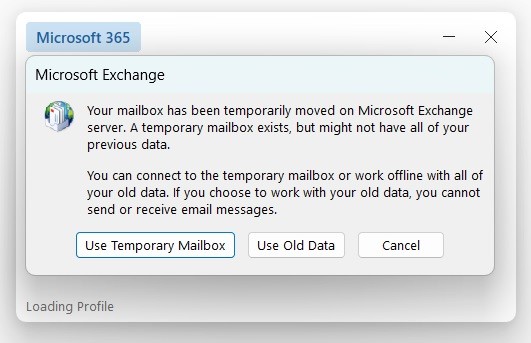 Microsoft 365
Microsoft Exchange
Your mailbox has been temporarily moved on Microsoft Exchange
server. A temporary mailbox exists, but might not have all of your
previous data.
You can connect to the temporary mailbox or work offline with all of
your old data. If you choose to work with your old data, you cannot
send or receive email messages.
Use Temporary Mailbox
Use Old Data
Cancel
Loading Profile